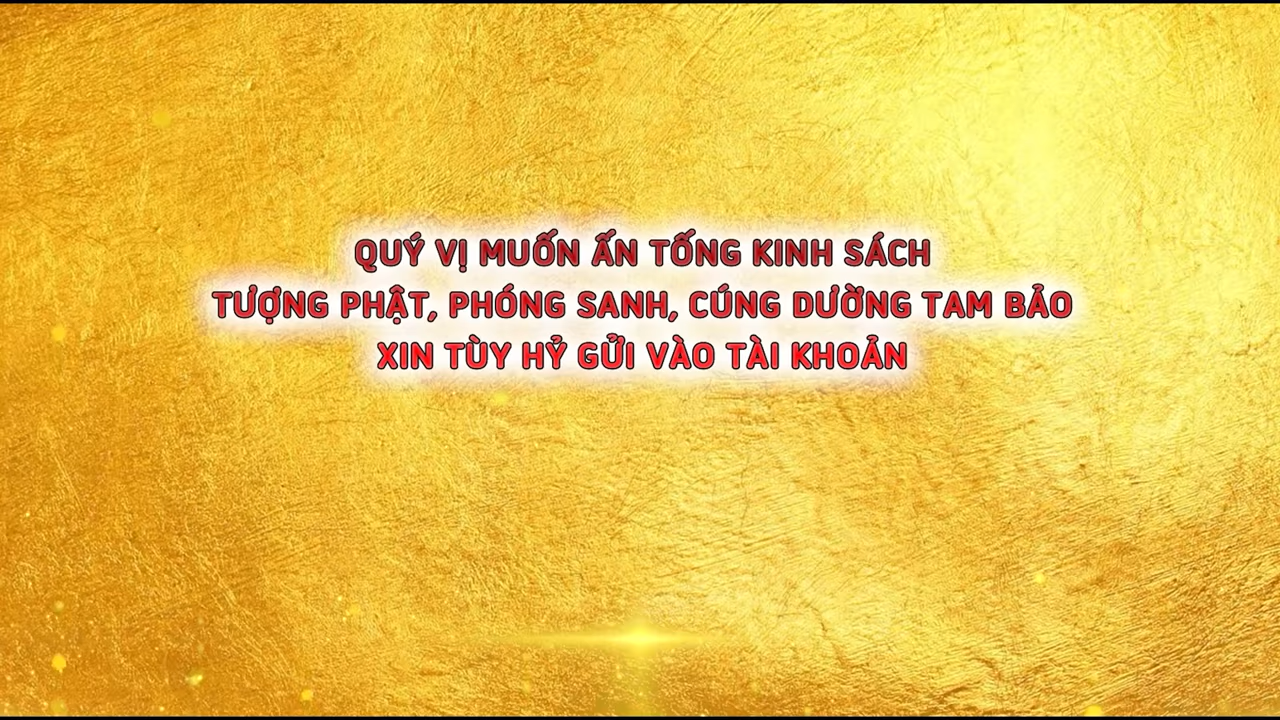 QUÝ VỊ MUỐN ẤN TỐNG KINH SÁCH
TƯỢNG PHẬT, PHÓNG SANH, CÚNG DƯỜNG TAM BẢO
XIN TÙY HỶ GỬI VÀO TÀI KHOẢN